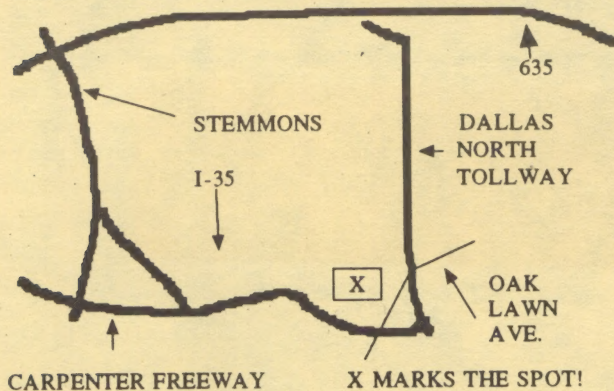 635
STEMMONS
DALLAS
NORTH
TOLLWAY
I-35
X
OAK
LAWN
AVE.
CARPENTER FREEWAY
X MARKS THE SPOT!